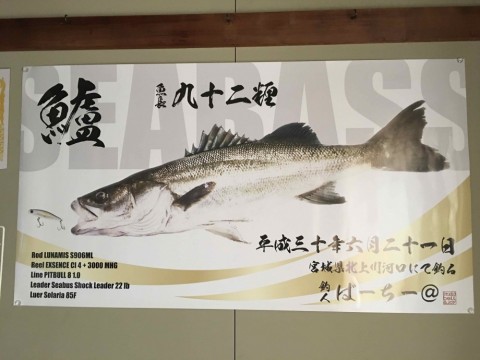 SEABASS
鱸
魚長 九十二糎
平成三十年六月二十一日
宮城県北上川河口にて釣る
釣人 はーちー@
Rod LUNAMIS S906ML
Reel EXSENCE CI 4 + 3000 MHG
Line PITBULL 8 1.0
Leader Seabus Shock Leader 22 lb
Luer Solaria 85F